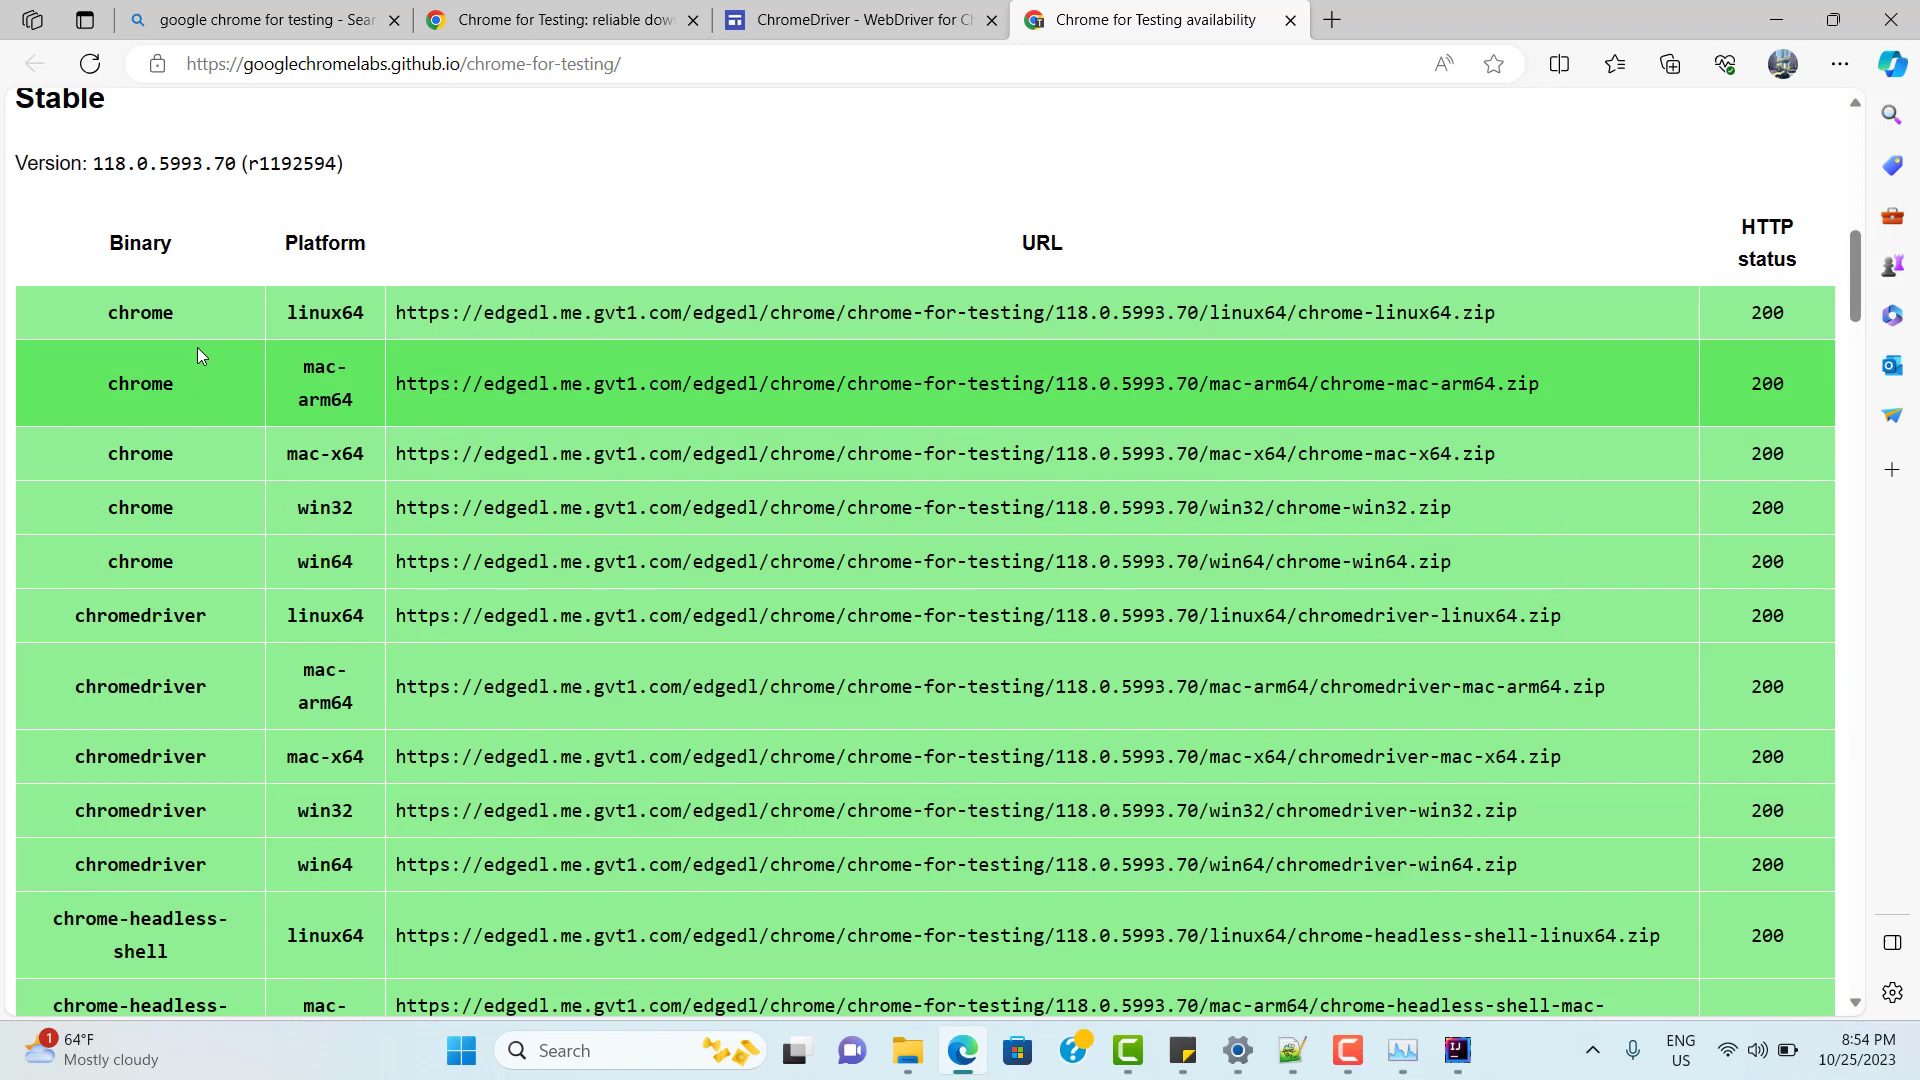 google chrome for testing - Sear
Chrome for Testing: reliable dow
ChromeDriver - WebDriver for Ch
Chrome for Testing availability
https://googlechromelabs.github.io/chrome-for-testing/
Stable
Version: 118.0.5993.70 (r1192594)
Binary Platform URL HTTP status
chrome linux64 https://edgedl.me.gvt1.com/edgedl/chrome/chrome-for-testing/118.0.5993.70/linux64/chrome-linux64.zip 200
chrome mac-arm64 https://edgedl.me.gvt1.com/edgedl/chrome/chrome-for-testing/118.0.5993.70/mac-arm64/chrome-mac-arm64.zip 200
chrome mac-x64 https://edgedl.me.gvt1.com/edgedl/chrome/chrome-for-testing/118.0.5993.70/mac-x64/chrome-mac-x64.zip 200
chrome win32 https://edgedl.me.gvt1.com/edgedl/chrome/chrome-for-testing/118.0.5993.70/win32/chrome-win32.zip 200
chrome win64 https://edgedl.me.gvt1.com/edgedl/chrome/chrome-for-testing/118.0.5993.70/win64/chrome-win64.zip 200
chromedriver linux64 https://edgedl.me.gvt1.com/edgedl/chrome/chrome-for-testing/118.0.5993.70/linux64/chromedriver-linux64.zip 200
chromedriver mac-arm64 https://edgedl.me.gvt1.com/edgedl/chrome/chrome-for-testing/118.0.5993.70/mac-arm64/chromedriver-mac-arm64.zip 200
chromedriver mac-x64 https://edgedl.me.gvt1.com/edgedl/chrome/chrome-for-testing/118.0.5993.70/mac-x64/chromedriver-mac-x64.zip 200
chromedriver win32 https://edgedl.me.gvt1.com/edgedl/chrome/chrome-for-testing/118.0.5993.70/win32/chromedriver-win32.zip 200
chromedriver win64 https://edgedl.me.gvt1.com/edgedl/chrome/chrome-for-testing/118.0.5993.70/win64/chromedriver-win64.zip 200
chrome-headless-shell linux64 https://edgedl.me.gvt1.com/edgedl/chrome/chrome-for-testing/118.0.5993.70/linux64/chrome-headless-shell-linux64.zip 200
chrome-headless- mac- https://edgedl.me.gvt1.com/edgedl/chrome/chrome-for-testing/118.0.5993.70/mac-arm64/chrome-headless-shell-mac-
1
64°F
Mostly cloudy
Search
ENG
US
8:54 PM
10/25/2023